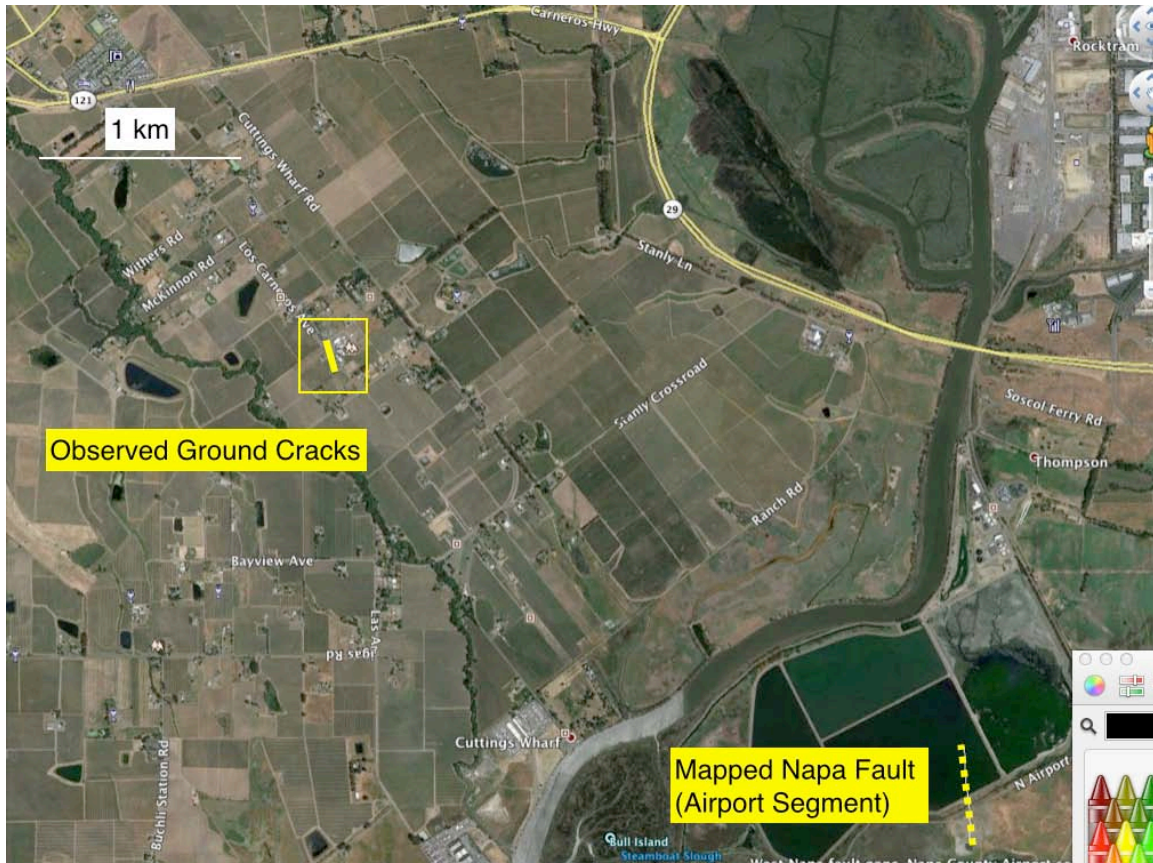 Carneros Hwy
Rocktram
121
1 km
Cuttings Wharf Rd
29
Withers Rd
McKinnon Rd
Los Carneros Ave
Stanly Ln
Stanly Crossroad
Soscol Ferry Rd
Observed Ground Cracks
Thompson
Ranch Rd
Bayview Ave
Las Am
igas Rd
Buchli Station Rd
Cuttings Wharf
Mapped Napa Fault
(Airport Segment)
N Airport
Bull Island
Steamboat Slough
West Napa fault zone, Napa County Airport